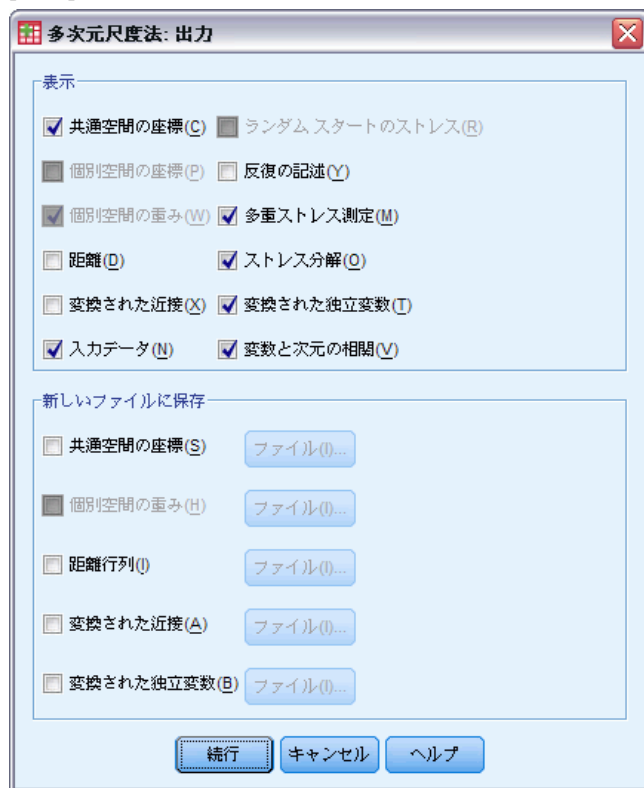 多次元尺度法: 出力
表示
共通空間の座標(C) ランダム スタートのストレス(R)
個別空間の座標(P) 反復の記述(Y)
個別空間の重み(W) 多重ストレス測定(M)
距離(D) ストレス分解(O)
変換された近接(X) 変換された独立変数(T)
入力データ(N) 変数と次元の相関(V)
新しいファイルに保存
共通空間の座標(S) ファイル(I)...
個別空間の重み(H) ファイル(I)...
距離行列(I) ファイル(I)...
変換された近接(A) ファイル(I)...
変換された独立変数(B) ファイル(I)...
続行 キャンセル ヘルプ